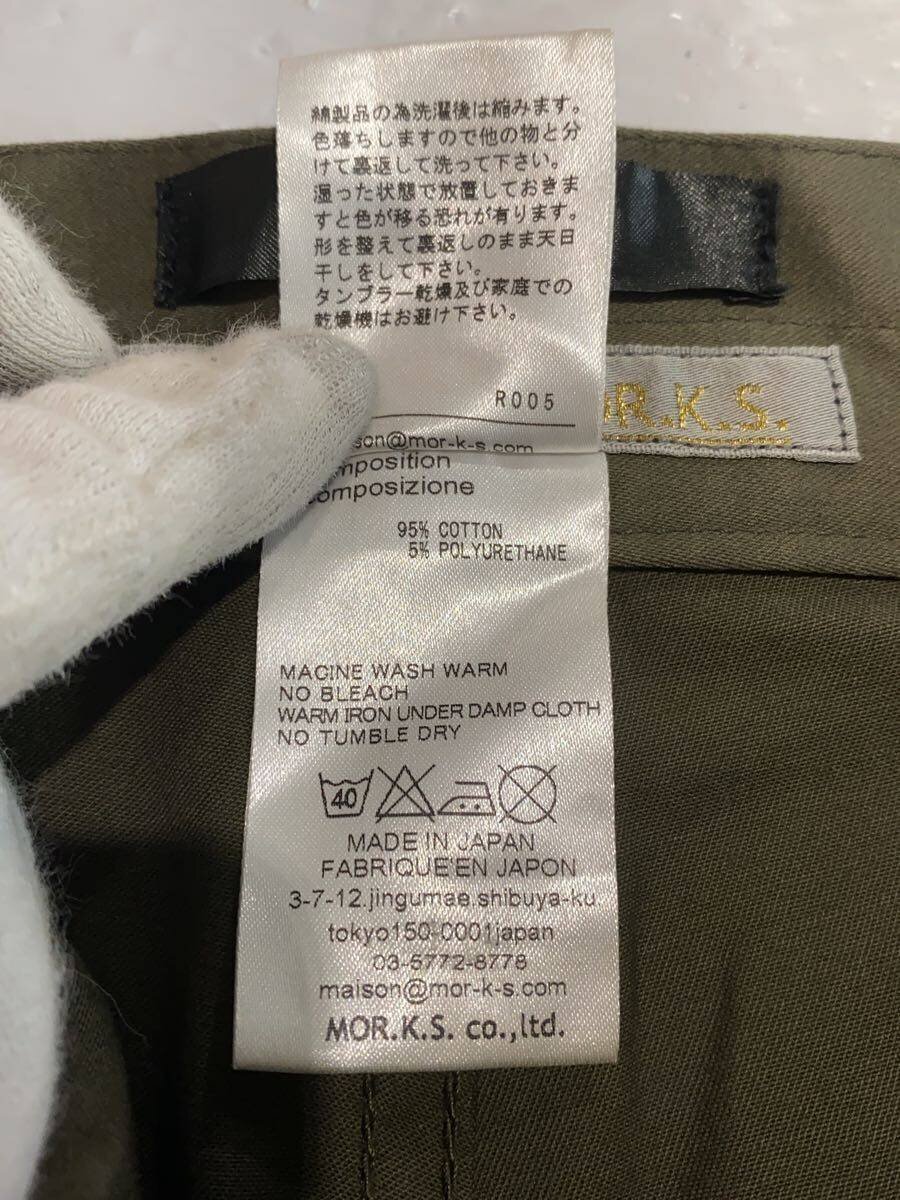 綿製品の為洗濯後は縮みます。
色落ちしますので他の物と分
けて裏返して洗って下さい。
湿った状態で放置しておきま
すと色が移る恐れが有ります。
形を整えて裏返しのまま天日
干しをして下さい。
タンブラー乾燥及び家庭での
乾燥機はお避け下さい。
R005
OR.K.S.
son@mor-k-s.com
mposition
omposizione
95% COTTON
5% POLYURETHANE
MACINE WASH WARM
NO BLEACH
WARM IRON UNDER DAMP CLOTH
NO TUMBLE DRY
40
MADE IN JAPAN
FABRIQUE'EN JAPON
3-7-12.jingumae.shibuya-ku
tokyo150-0001japan
03-5772-8778
maison@mor-k-s.com
MOR.K.S. co.,ltd.